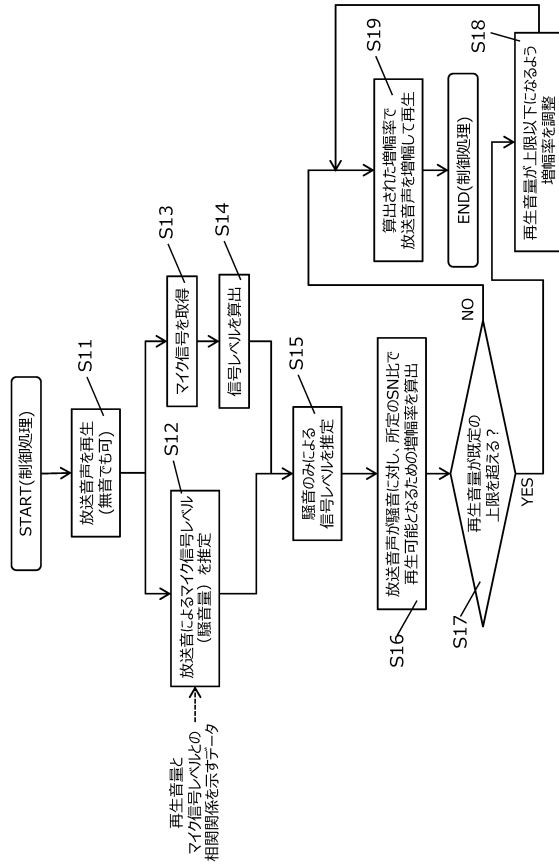 START(制御処理)
放送音声を再生
(無音でも可)
S11
S12
放送音によるマイク信号レベル
(騒音量)を推定
再生音量と
マイク信号レベルとの
相関関係を示すデータ
S13
マイク信号を取得
S14
信号レベルを算出
S15
騒音のみによる
信号レベルを推定
S16
放送音声が騒音に対し、所定のSN比で
再生可能となるための増幅率を算出
S17
再生音量が既定の
上限を超える?
NO
YES
S18
再生音量が上限以下になるよう
増幅率を調整
S19
算出された増幅率で
放送音声を増幅して再生
END(制御処理)